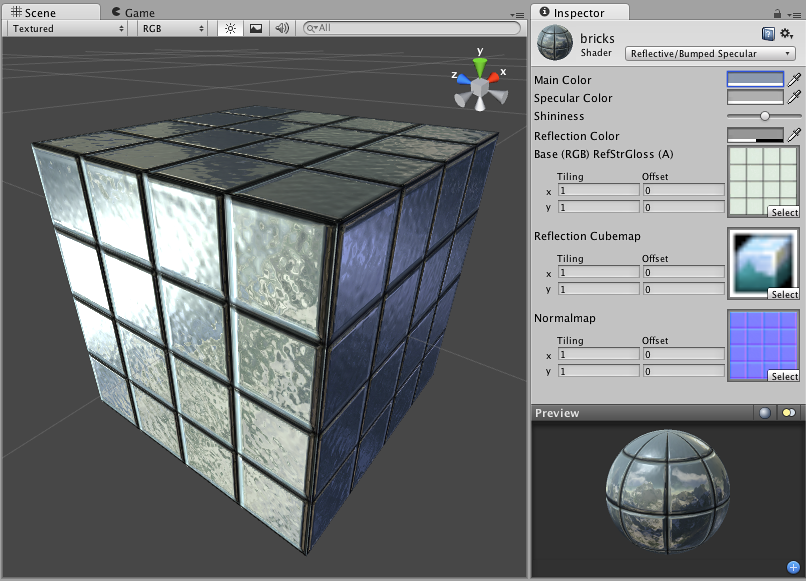 Scene
Game
Textured
RGB
All
y
x
z
Inspector
bricks
Shader
Reflective/Bumped Specular
Main Color
Specular Color
Shininess
Reflection Color
Base (RGB) RefStrGloss (A)
Tiling Offset
x 1 0
y 1 0
Select
Reflection Cubemap
Tiling Offset
x 1 0
y 1 0
Select
Normalmap
Tiling Offset
x 1 0
y 1 0
Select
Preview